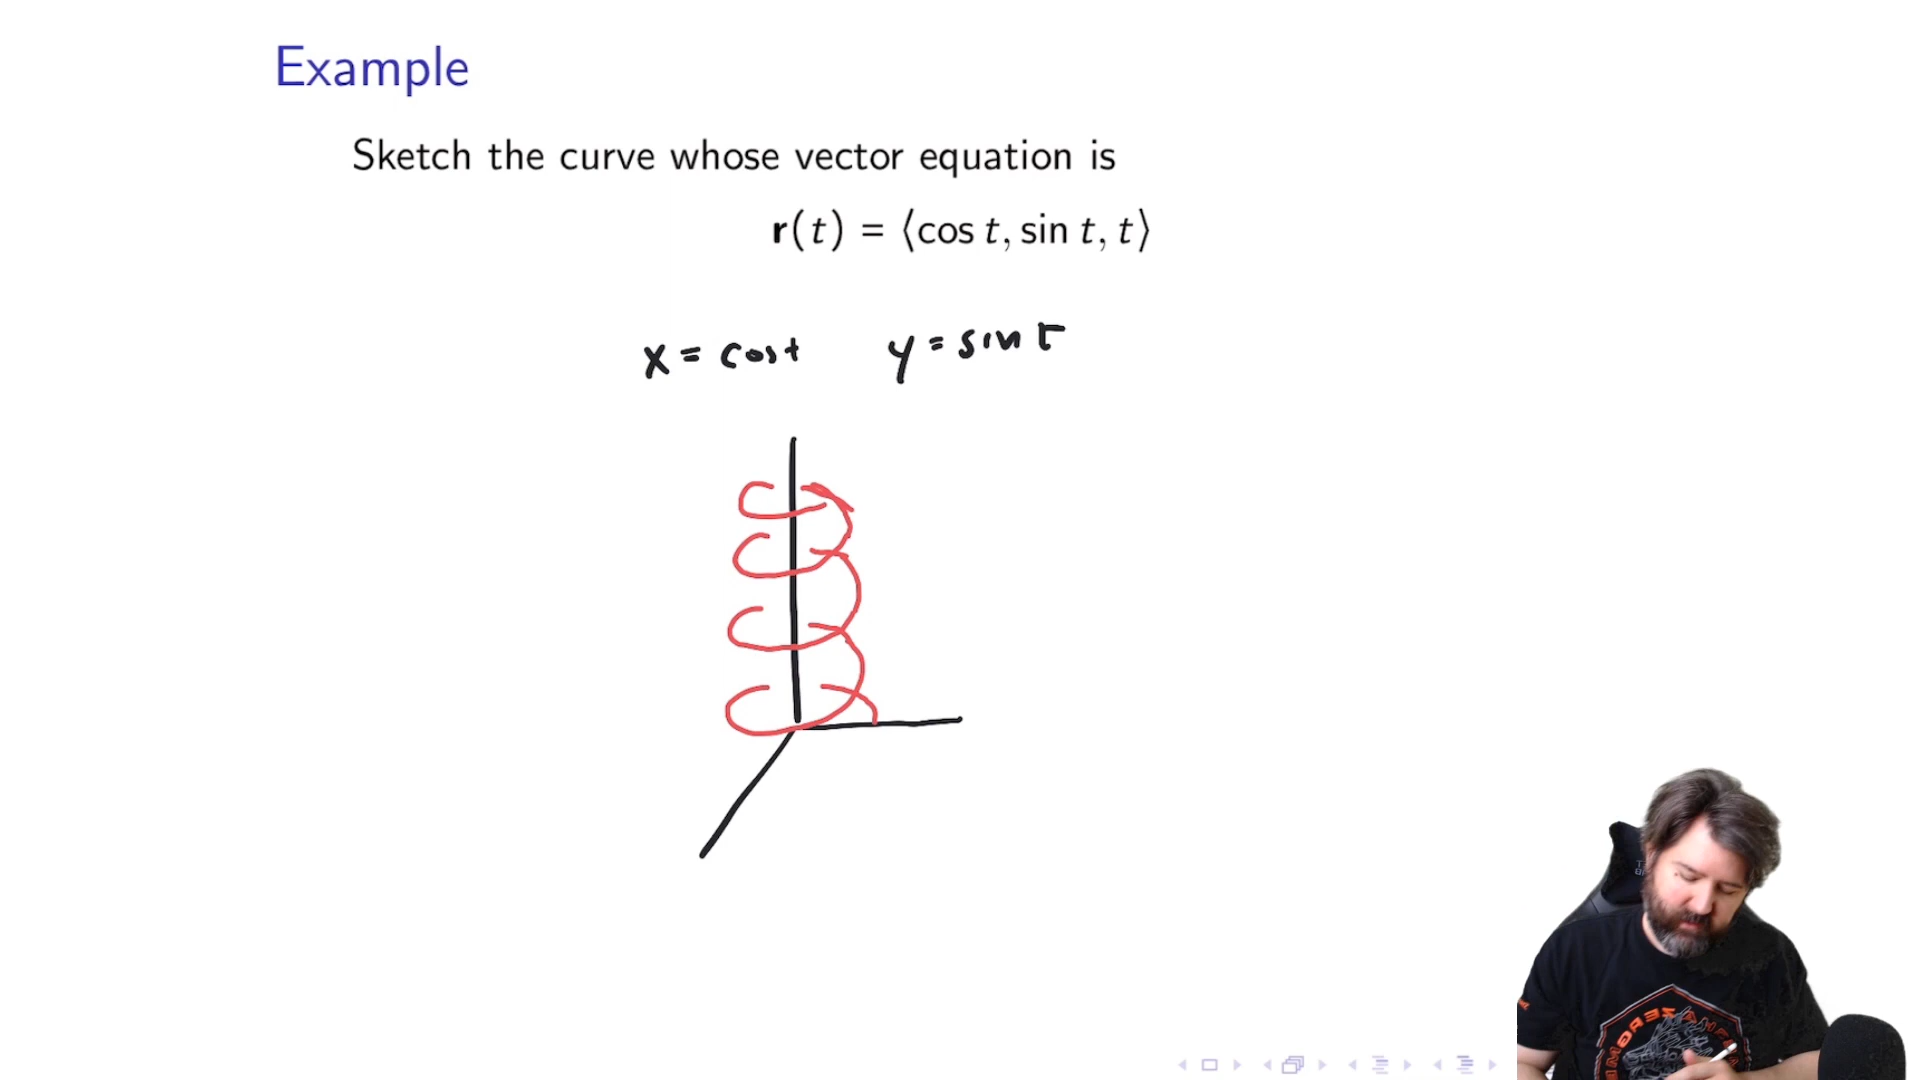 Example
Sketch the curve whose vector equation is
r(t) = ⟨cos t, sin t, t⟩
x = cos t y = sin t